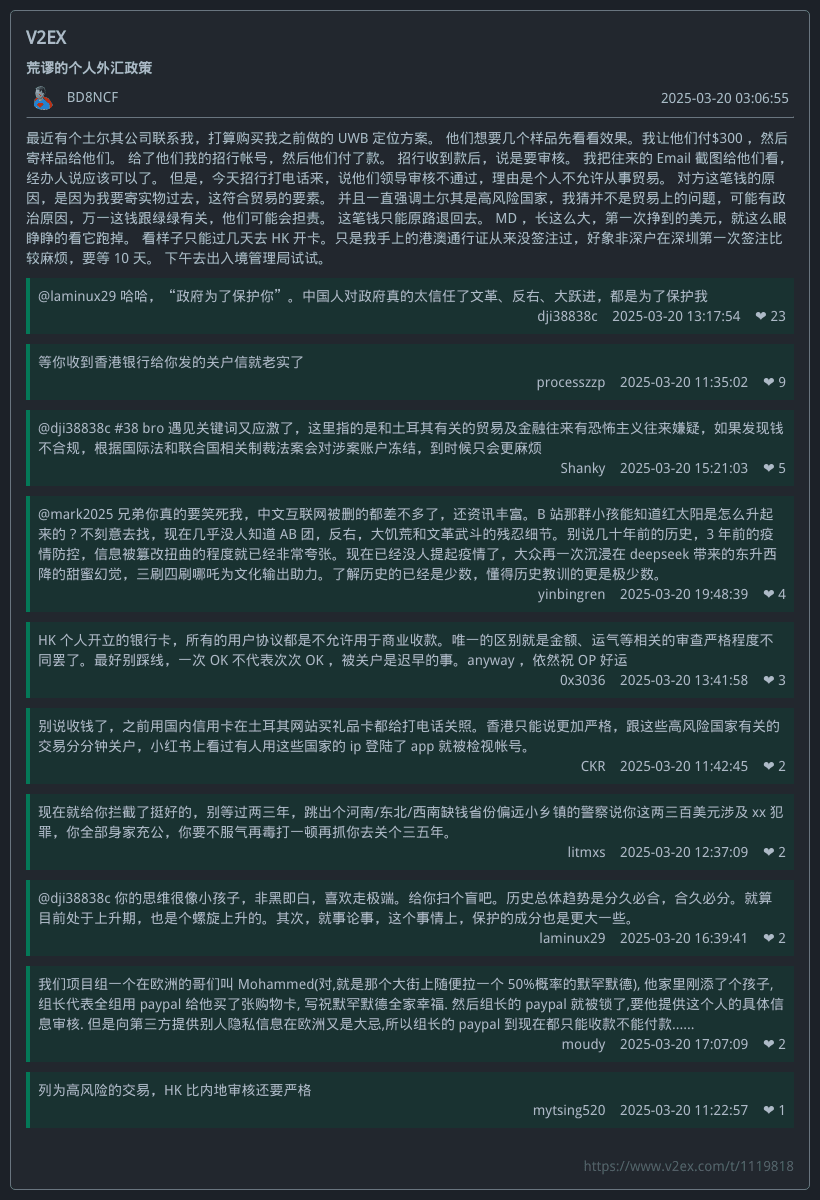 V2EX
荒谬的个人外汇政策
BD8NCF 2025-03-20 03:06:55
最近有个土尔其公司联系我，打算购买我之前做的 UWB 定位方案。 他们想要几个样品先看看效果。我让他们付$300 ，然后
寄样品给他们。 给了他们我的招行帐号，然后他们付了款。 招行收到款后，说是要审核。 我把往来的 Email 截图给他们看，
经办人说应该可以了。 但是，今天招行打电话来，说他们领导审核不通过，理由是个人不允许从事贸易。 对方这笔钱的原
因，是因为我要寄实物过去，这符合贸易的要素。 并且一直强调土尔其是高风险国家，我猜并不是贸易上的问题，可能有政
治原因，万一这钱跟绿绿有关，他们可能会担责。 这笔钱只能原路退回去。 MD ，长这么大，第一次挣到的美元，就这么眼
睁睁的看它跑掉。 看样子只能过几天去 HK 开卡。只是我手上的港澳通行证从来没签注过，好象非深户在深圳第一次签注比
较麻烦，要等 10 天。 下午去出入境管理局试试。
@laminux29 哈哈，“政府为了保护你”。中国人对政府真的太信任了文革、反右、大跃进，都是为了保护我
dji38838c 2025-03-20 13:17:54 ❤ 23
等你收到香港银行给你发的关户信就老实了
processzzp 2025-03-20 11:35:02 ❤ 9
@dji38838c #38 bro 遇见关键词又应激了，这里指的是和土耳其有关的贸易及金融往来有恐怖主义往来嫌疑，如果发现钱
不合规，根据国际法和联合国相关制裁法案会对涉案账户冻结，到时候只会更麻烦
Shanky 2025-03-20 15:21:03 ❤ 5
@mark2025 兄弟你真的要笑死我，中文互联网被删的都差不多了，还资讯丰富。B 站那群小孩能知道红太阳是怎么升起
来的？不刻意去找，现在几乎没人知道 AB 团，反右，大饥荒和文革武斗的残忍细节。别说几十年前的历史，3 年前的疫
情防控，信息被篡改扭曲的程度就已经非常夸张。现在已经没人提起疫情了，大众再一次沉浸在 deepseek 带来的东升西
降的甜蜜幻觉，三刷四刷哪吒为文化输出助力。了解历史的已经是少数，懂得历史教训的更是极少数。
yinbingren 2025-03-20 19:48:39 ❤ 4
HK 个人开立的银行卡，所有的用户协议都是不允许用于商业收款。唯一的区别就是金额、运气等相关的审查严格程度不
同罢了。最好别踩线，一次 OK 不代表次次 OK ，被关户是迟早的事。anyway ，依然祝 OP 好运
0x3036 2025-03-20 13:41:58 ❤ 3
别说收钱了，之前用国内信用卡在土耳其网站买礼品卡都给打电话关照。香港只能说更加严格，跟这些高风险国家有关的
交易分分钟关户，小红书上看过有人用这些国家的 ip 登陆了 app 就被检视帐号。
CKR 2025-03-20 11:42:45 ❤ 2
现在就给你拦截了挺好的，别等过两三年，跳出个河南/东北/西南缺钱省份偏远小乡镇的警察说你这两三百美元涉及 xx 犯
罪，你全部身家充公，你要不服气再毒打一顿再抓你去关个三五年。
litmxs 2025-03-20 12:37:09 ❤ 2
@dji38838c 你的思维很像小孩子，非黑即白，喜欢走极端。给你扫个盲吧。历史总体趋势是分久必合，合久必分。就算
目前处于上升期，也是个螺旋上升的。其次，就事论事，这个事情上，保护的成分也是更大一些。
laminux29 2025-03-20 16:39:41 ❤ 2
我们项目组一个在欧洲的哥们叫 Mohammed(对,就是那个大街上随便拉一个 50%概率的默罕默德), 他家里刚添了个孩子,
组长代表全组用 paypal 给他买了张购物卡, 写祝默罕默德全家幸福. 然后组长的 paypal 就被锁了,要他提供这个人的具体信
息审核. 但是向第三方提供别人隐私信息在欧洲又是大忌,所以组长的 paypal 到现在都只能收款不能付款......
moudy 2025-03-20 17:07:09 ❤ 2
列为高风险的交易，HK 比内地审核还要严格
mytsing520 2025-03-20 11:22:57 ❤ 1
https://www.v2ex.com/t/1119818